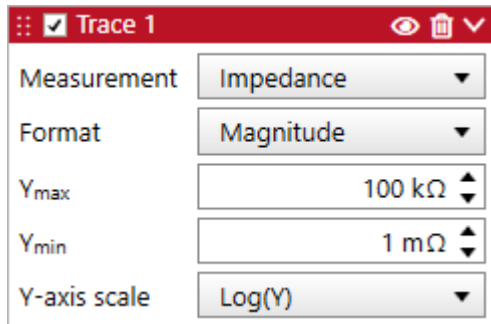 Trace 1
Measurement Impedance
Format Magnitude
Ymax 100 kΩ
Ymin 1 mΩ
Y-axis scale Log(Y)